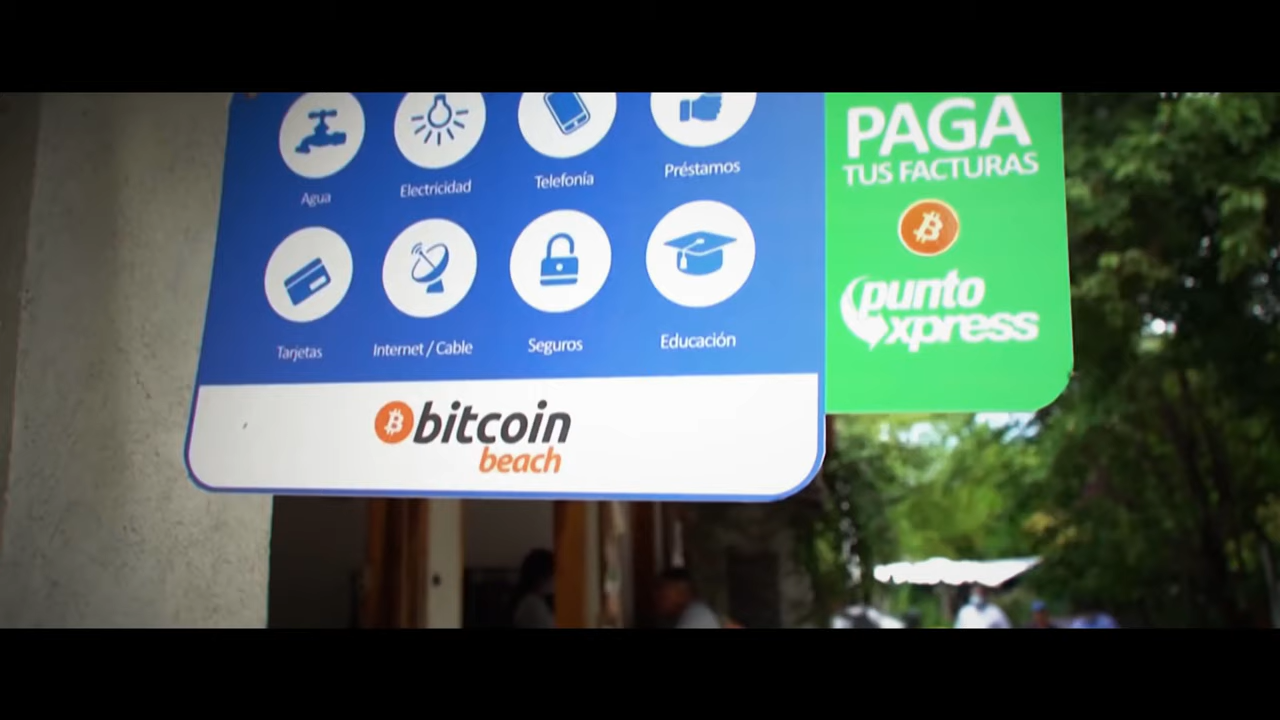 Agua
Electricidad
Telefonía
Préstamos
Tarjetas
Internet / Cable
Seguros
Educación
bitcoin
beach
PAGA
TUS FACTURAS
punto
xpress